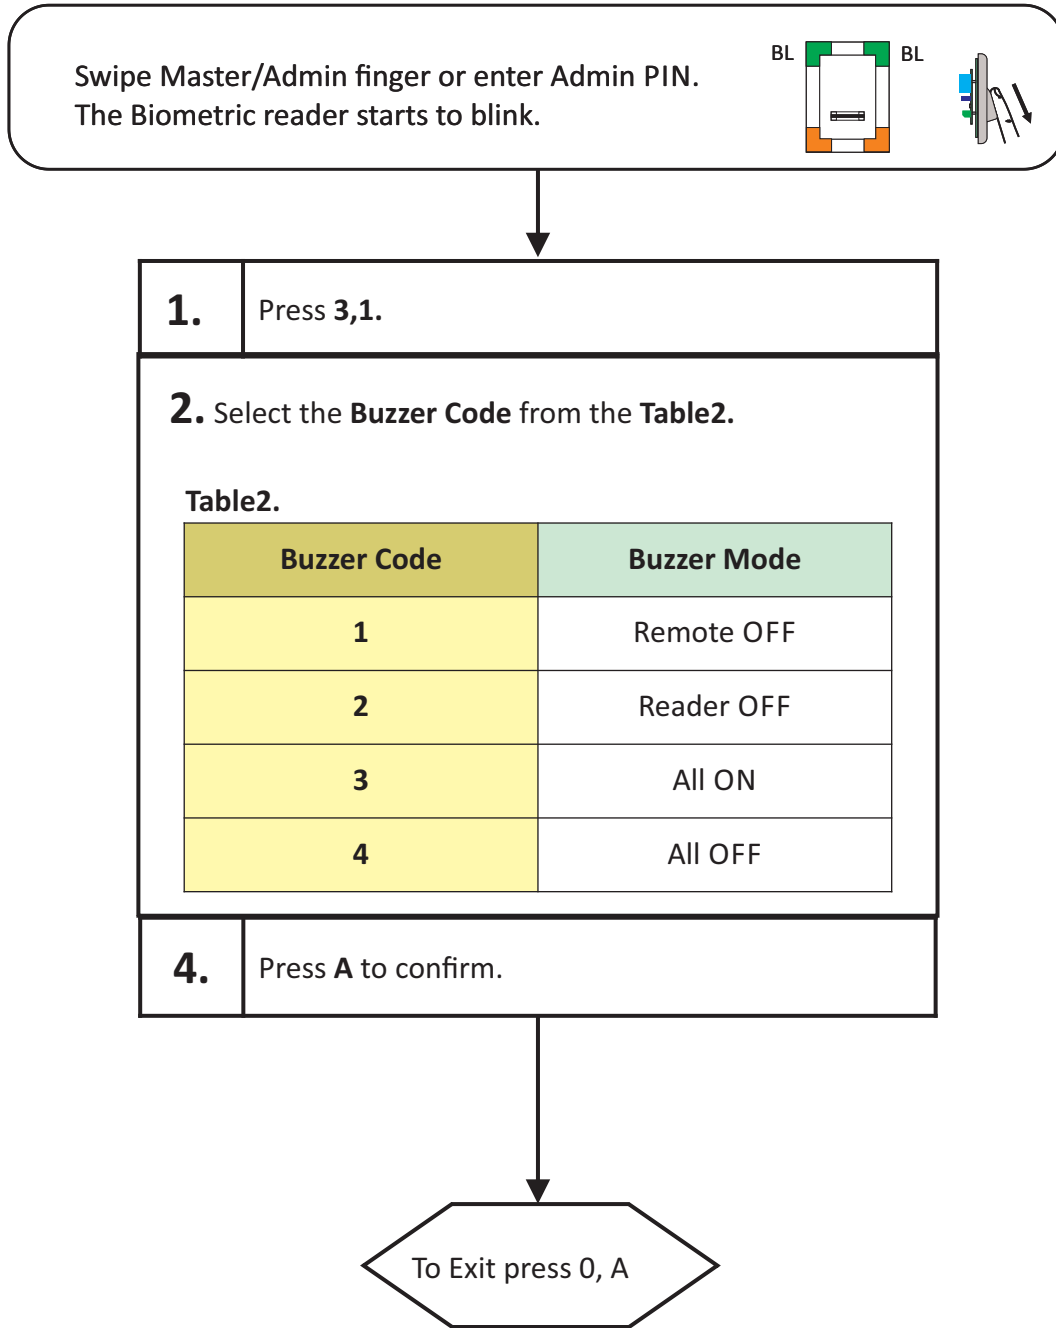 Swipe Master/Admin finger or enter Admin PIN.
The Biometric reader starts to blink.
BL BL
1. Press 3,1.
2. Select the Buzzer Code from the Table2.
Table2.
Buzzer Code Buzzer Mode
1 Remote OFF
2 Reader OFF
3 All ON
4 All OFF
4. Press A to confirm.
To Exit press 0, A